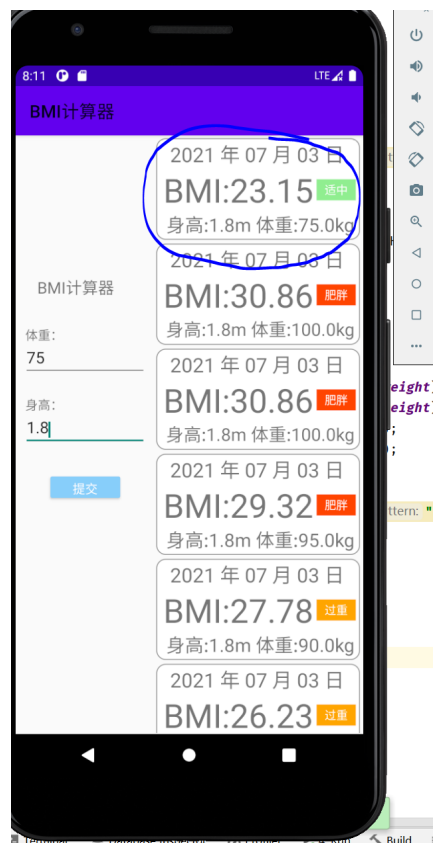 8:11
LTE
BMI计算器
BMI计算器
体重：
75
身高：
1.8
提交
2021 年 07 月 03 日
BMI:23.15 适中
身高:1.8m 体重:75.0kg
2021 年 07 月 03 日
BMI:30.86 肥胖
身高:1.8m 体重:100.0kg
2021 年 07 月 03 日
BMI:30.86 肥胖
身高:1.8m 体重:100.0kg
2021 年 07 月 03 日
BMI:29.32 肥胖
身高:1.8m 体重:95.0kg
2021 年 07 月 03 日
BMI:27.78 过重
身高:1.8m 体重:90.0kg
2021 年 07 月 03 日
BMI:26.23 过重
eight
eight
;
);
ttern: "
Build